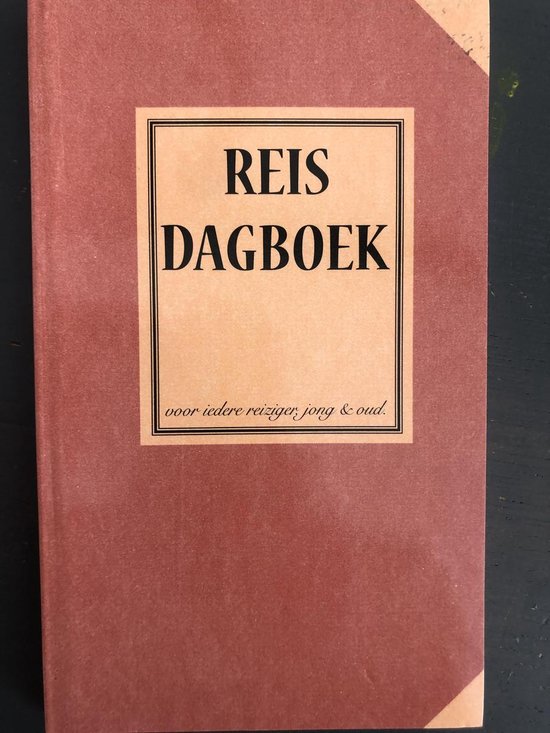 REIS
DAGBOEK
voor iedere reiziger, jong & oud.